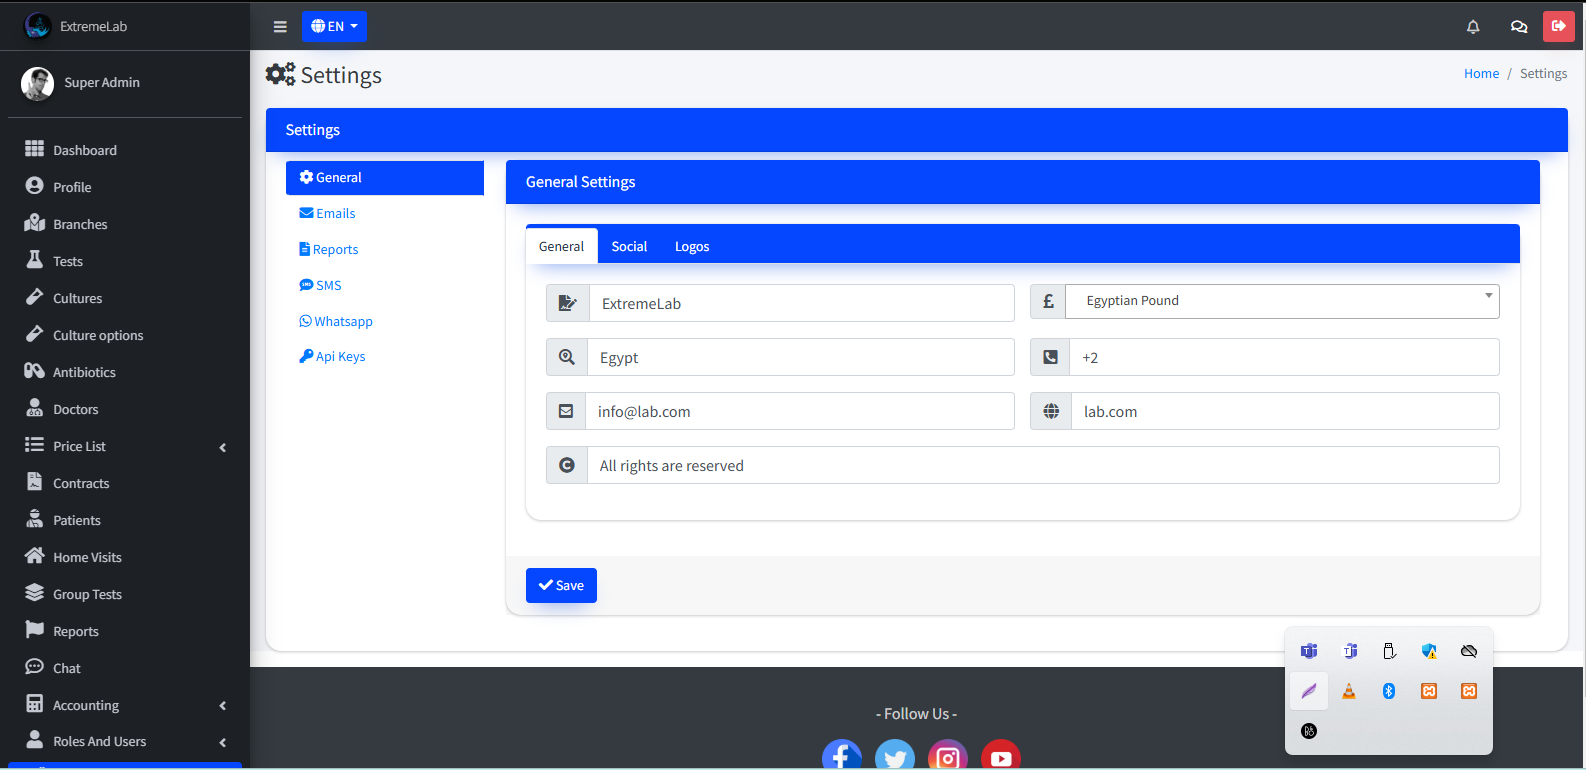 ExtremeLab
EN
Super Admin
Settings
Home / Settings
Dashboard
Profile
Branches
Tests
Cultures
Culture options
Antibiotics
Doctors
Price List
Contracts
Patients
Home Visits
Group Tests
Reports
Chat
Accounting
Roles And Users
Settings
General
Emails
Reports
SMS
Whatsapp
Api Keys
General Settings
General Social Logos
ExtremeLab
Egyptian Pound
Egypt
+2
info@lab.com
lab.com
All rights are reserved
Save
- Follow Us -